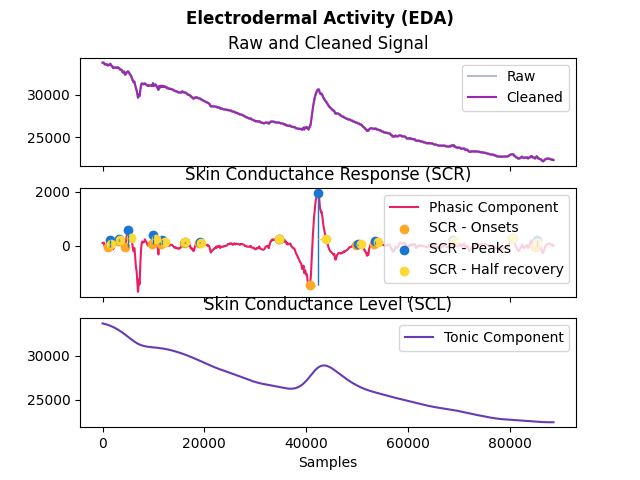 Electrodermal Activity (EDA)
Raw and Cleaned Signal
30000
25000
Raw
Cleaned
Skin Conductance Response (SCR)
2000
0
Phasic Component
SCR - Onsets
SCR - Peaks
SCR - Half recovery
Skin Conductance Level (SCL)
30000
25000
Tonic Component
0
20000
40000
60000
80000
Samples